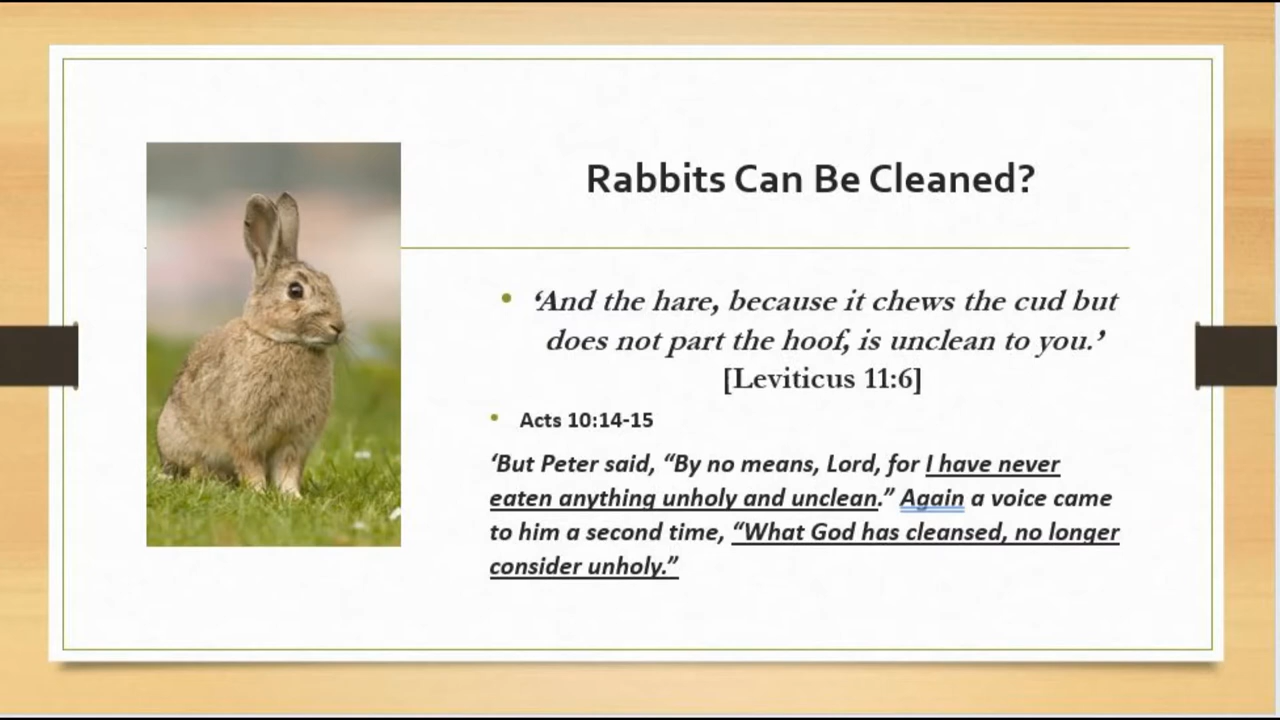 Rabbits Can Be Cleaned?
• ‘And the hare, because it chews the cud but
does not part the hoof, is unclean to you.’
[Leviticus 11:6]
• Acts 10:14-15
‘But Peter said, “By no means, Lord, for I have never
eaten anything unholy and unclean.” Again a voice came
to him a second time, “What God has cleansed, no longer
consider unholy.”